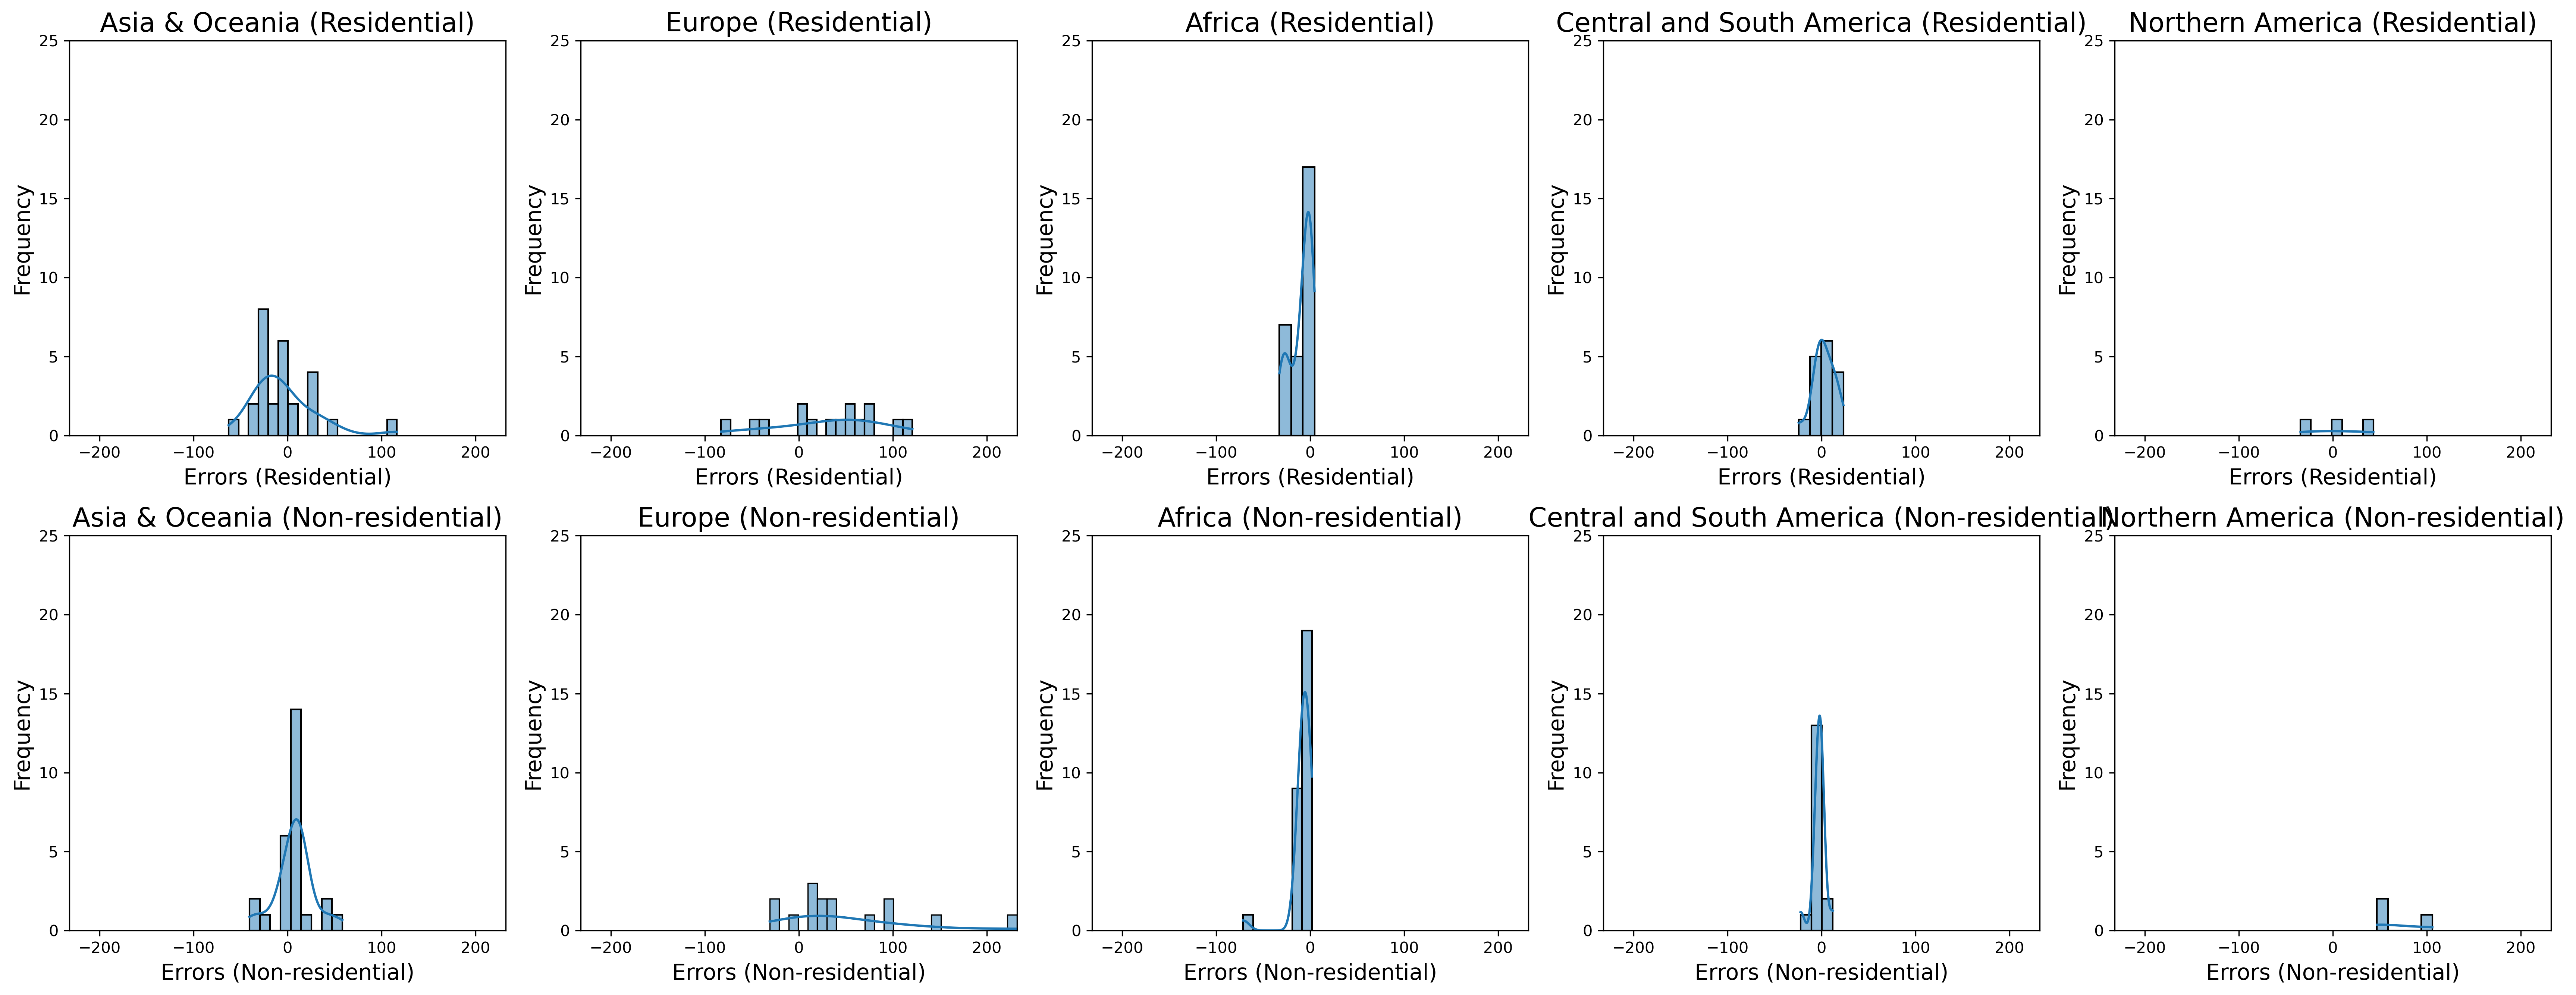 Asia & Oceania (Residential)
Frequency
25
20
15
10
5
0
−200 −100 0 100 200
Errors (Residential)
Europe (Residential)
Frequency
25
20
15
10
5
0
−200 −100 0 100 200
Errors (Residential)
Africa (Residential)
Frequency
25
20
15
10
5
0
−200 −100 0 100 200
Errors (Residential)
Central and South America (Residential)
Frequency
25
20
15
10
5
0
−200 −100 0 100 200
Errors (Residential)
Northern America (Residential)
Frequency
25
20
15
10
5
0
−200 −100 0 100 200
Errors (Residential)
Asia & Oceania (Non-residential)
Frequency
25
20
15
10
5
0
−200 −100 0 100 200
Errors (Non-residential)
Europe (Non-residential)
Frequency
25
20
15
10
5
0
−200 −100 0 100 200
Errors (Non-residential)
Africa (Non-residential)
Frequency
25
20
15
10
5
0
−200 −100 0 100 200
Errors (Non-residential)
Central and South America (Non-residential)
Frequency
25
20
15
10
5
0
−200 −100 0 100 200
Errors (Non-residential)
Northern America (Non-residential)
Frequency
25
20
15
10
5
0
−200 −100 0 100 200
Errors (Non-residential)